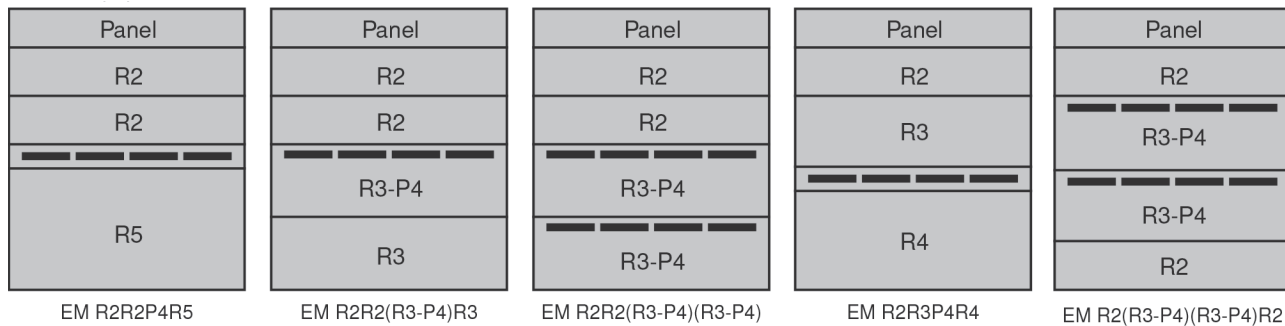 Panel
R2
R2
R5
EM R2R2P4R5
Panel
R2
R2
R3-P4
R3
EM R2R2(R3-P4)R3
Panel
R2
R2
R3-P4
R3-P4
EM R2R2(R3-P4)(R3-P4)
Panel
R2
R3
R4
EM R2R3P4R4
Panel
R2
R3-P4
R3-P4
R2
EM R2(R3-P4)(R3-P4)R2